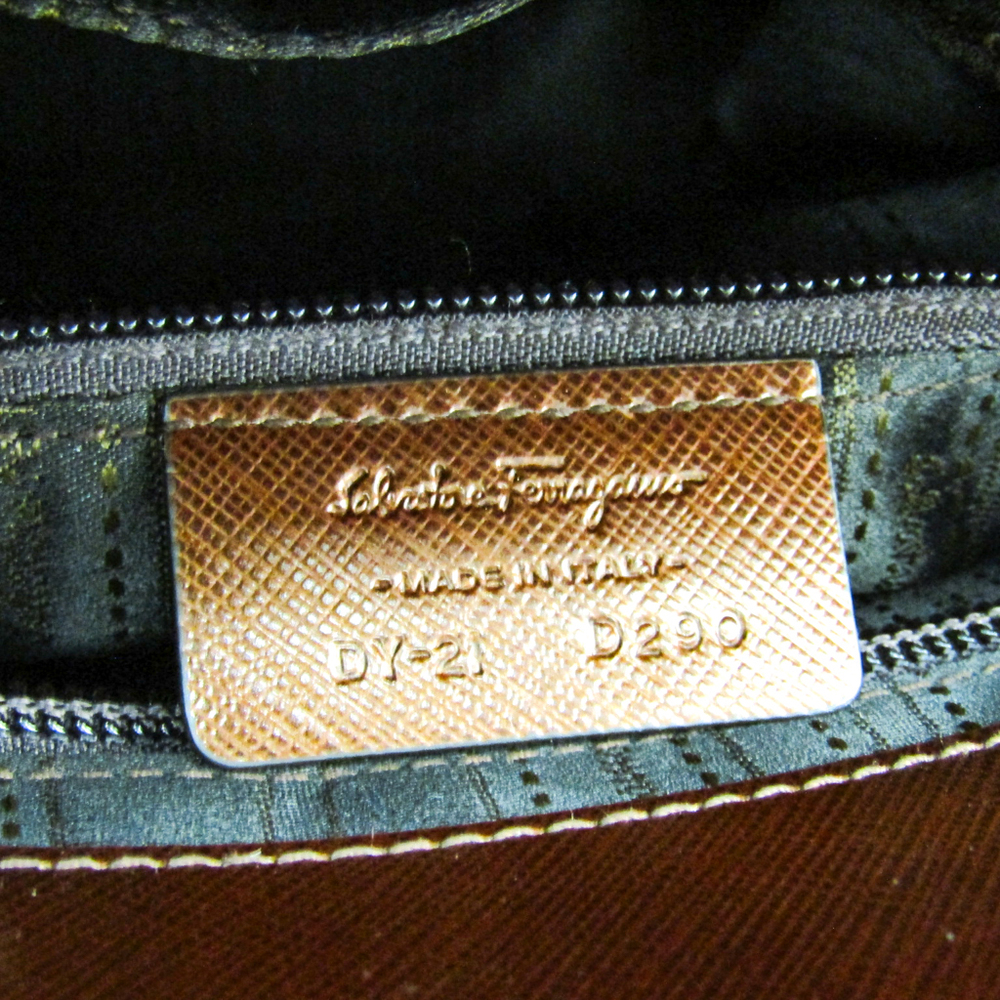 Salvatore Ferragamo
-MADE IN ITALY-
DY-21 D290